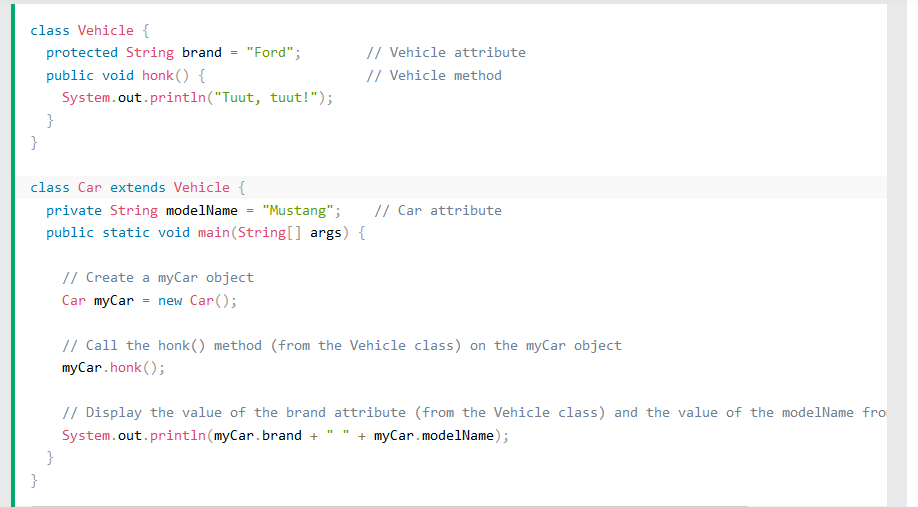 class Vehicle {
  protected String brand = "Ford";        // Vehicle attribute
  public void honk() {                    // Vehicle method
    System.out.println("Tuut, tuut!");
  }
}
class Car extends Vehicle {
  private String modelName = "Mustang";    // Car attribute
  public static void main(String[] args) {
    // Create a myCar object
    Car myCar = new Car();
    // Call the honk() method (from the Vehicle class) on the myCar object
    myCar.honk();
    // Display the value of the brand attribute (from the Vehicle class) and the value of the modelName
    System.out.println(myCar.brand + " " + myCar.modelName);
  }
}